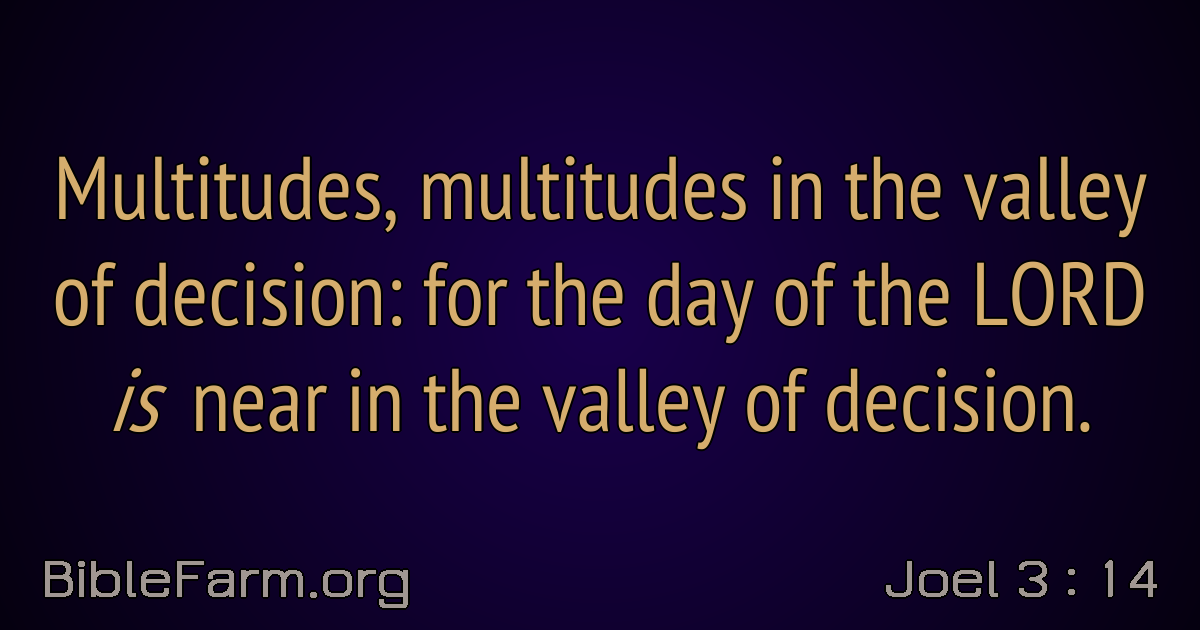 Multitudes, multitudes in the valley
of decision: for the day of the LORD
is near in the valley of decision.
BibleFarm.org
Joel 3 : 14